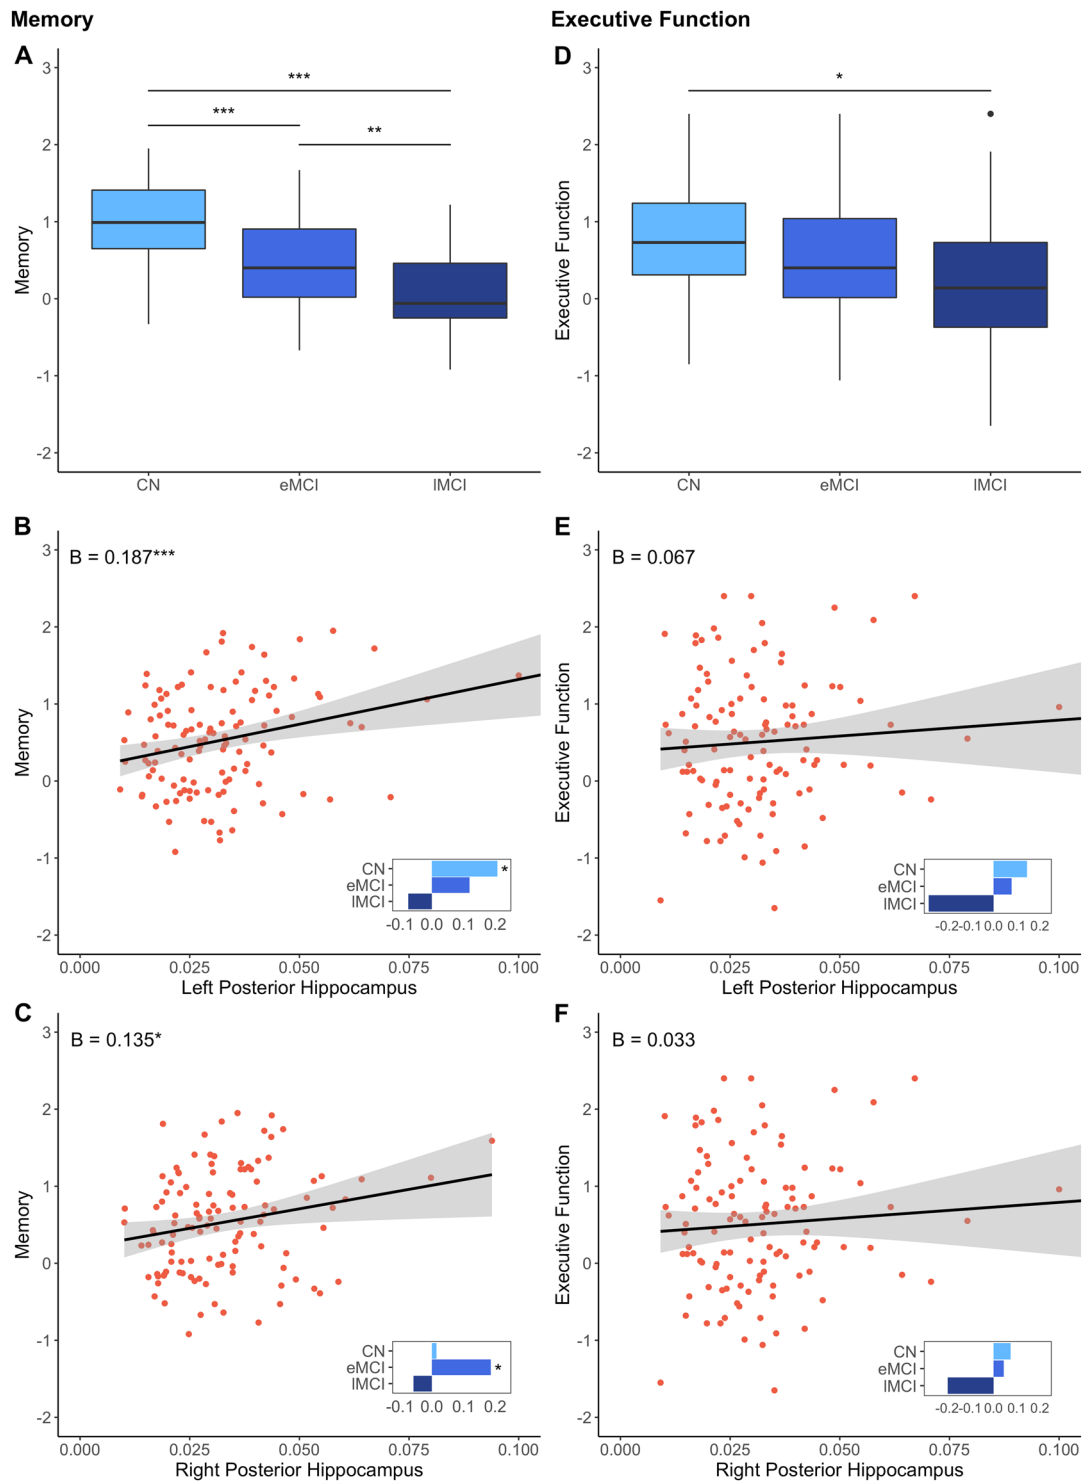 Memory
Executive Function
A
3
2
1
0
-1
-2
Memory
***
***
**
CN
eMCI
lMCI
D
3
2
1
0
-1
-2
Executive Function
*
CN
eMCI
lMCI
B
B = 0.187***
3
2
1
0
-1
-2
Memory
CN
*
eMCI
lMCI
-0.1 0.0 0.1 0.2
0.000 0.025 0.050 0.075 0.100
Left Posterior Hippocampus
E
B = 0.067
3
2
1
0
-1
-2
Executive Function
CN
eMCI
lMCI
-0.2 -0.1 0.0 0.1 0.2
0.000 0.025 0.050 0.075 0.100
Left Posterior Hippocampus
C
B = 0.135*
3
2
1
0
-1
-2
Memory
CN
eMCI
*
lMCI
-0.1 0.0 0.1 0.2
0.000 0.025 0.050 0.075 0.100
Right Posterior Hippocampus
F
B = 0.033
3
2
1
0
-1
-2
Executive Function
CN
eMCI
lMCI
-0.2 -0.1 0.0 0.1 0.2
0.000 0.025 0.050 0.075 0.100
Right Posterior Hippocampus